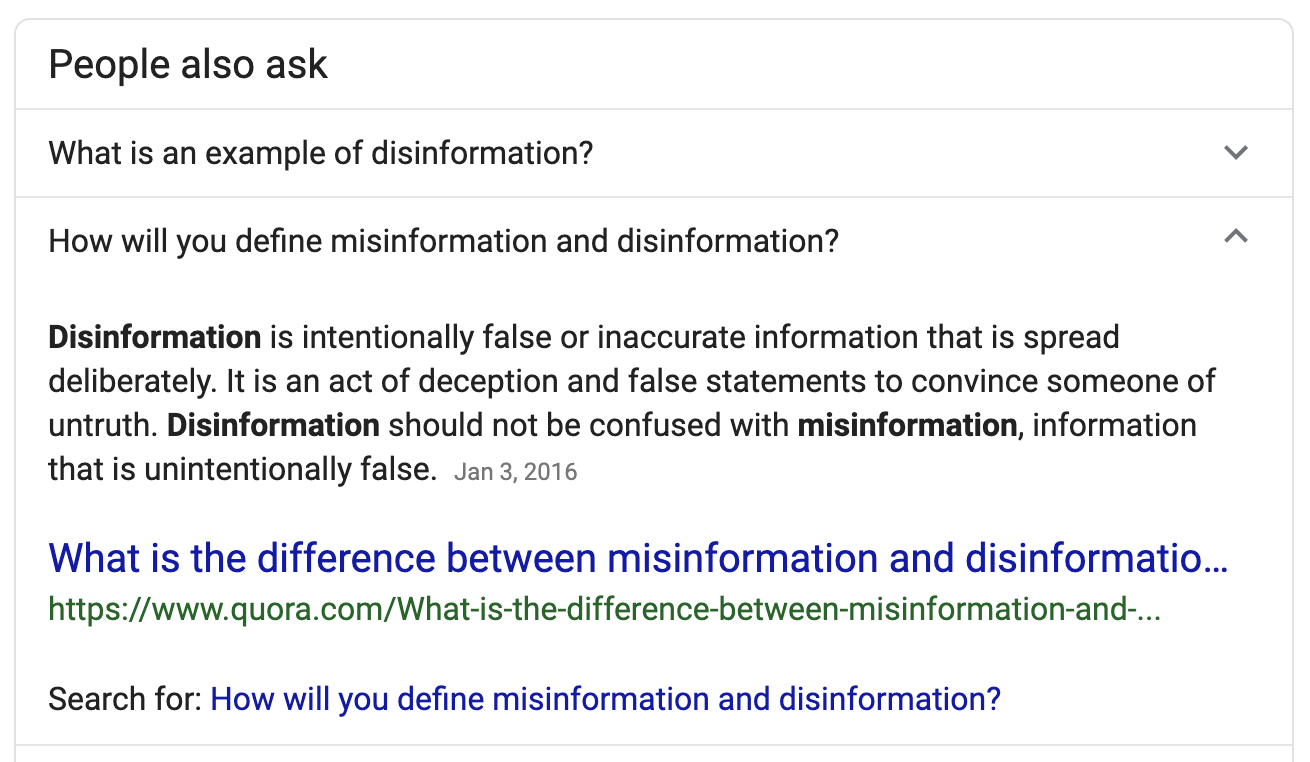 People also ask
What is an example of disinformation?
How will you define misinformation and disinformation?
Disinformation is intentionally false or inaccurate information that is spread
deliberately. It is an act of deception and false statements to convince someone of
untruth. Disinformation should not be confused with misinformation, information
that is unintentionally false. Jan 3, 2016
What is the difference between misinformation and disinformatio...
https://www.quora.com/What-is-the-difference-between-misinformation-and-...
Search for: How will you define misinformation and disinformation?